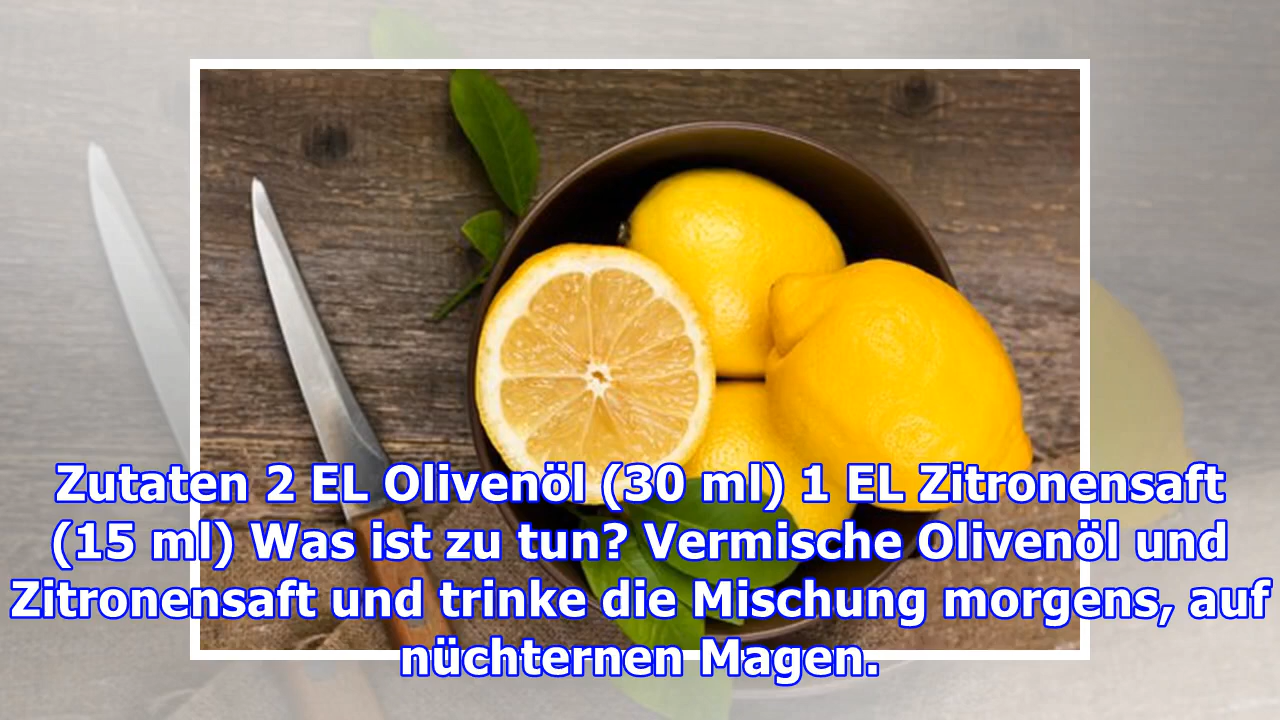 Zutaten 2 EL Olivenöl (30 ml) 1 EL Zitronensaft
(15 ml) Was ist zu tun? Vermische Olivenöl und
Zitronensaft und trinke die Mischung morgens, auf
nüchternen Magen.